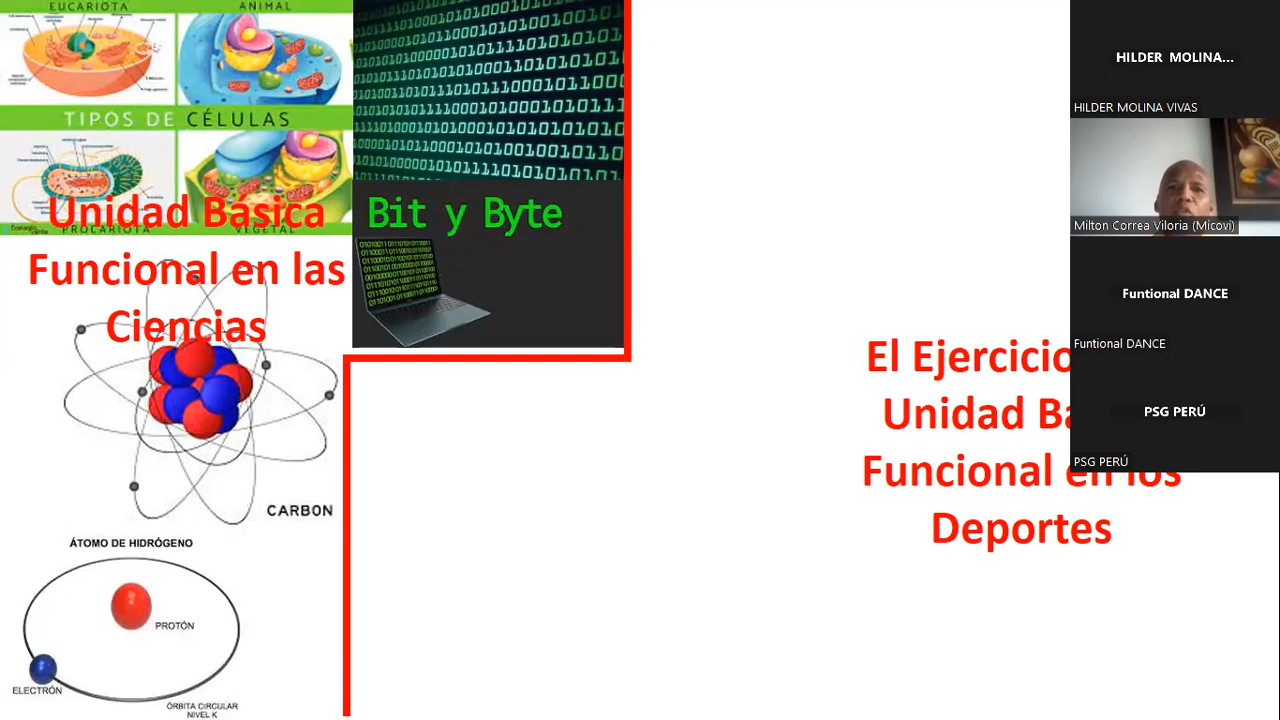 EUCARIOTA
ANIMAL
TIPOS DE CÉLULAS
PROCARIOTA
VEGETAL
Unidad Básica
Funcional en las
Ciencias
Bit y Byte
CARBON
ÁTOMO DE HIDRÓGENO
PROTÓN
ELECTRÓN
ÓRBITA CIRCULAR
NIVEL K
El Ejercicio
Unidad
Funcional en los
Deportes
HILDER MOLINA...
HILDER MOLINA VIVAS
Milton Correa Viloria (Micovi)
Funtional DANCE
Funtional DANCE
PSG PERÚ
PSG PERÚ